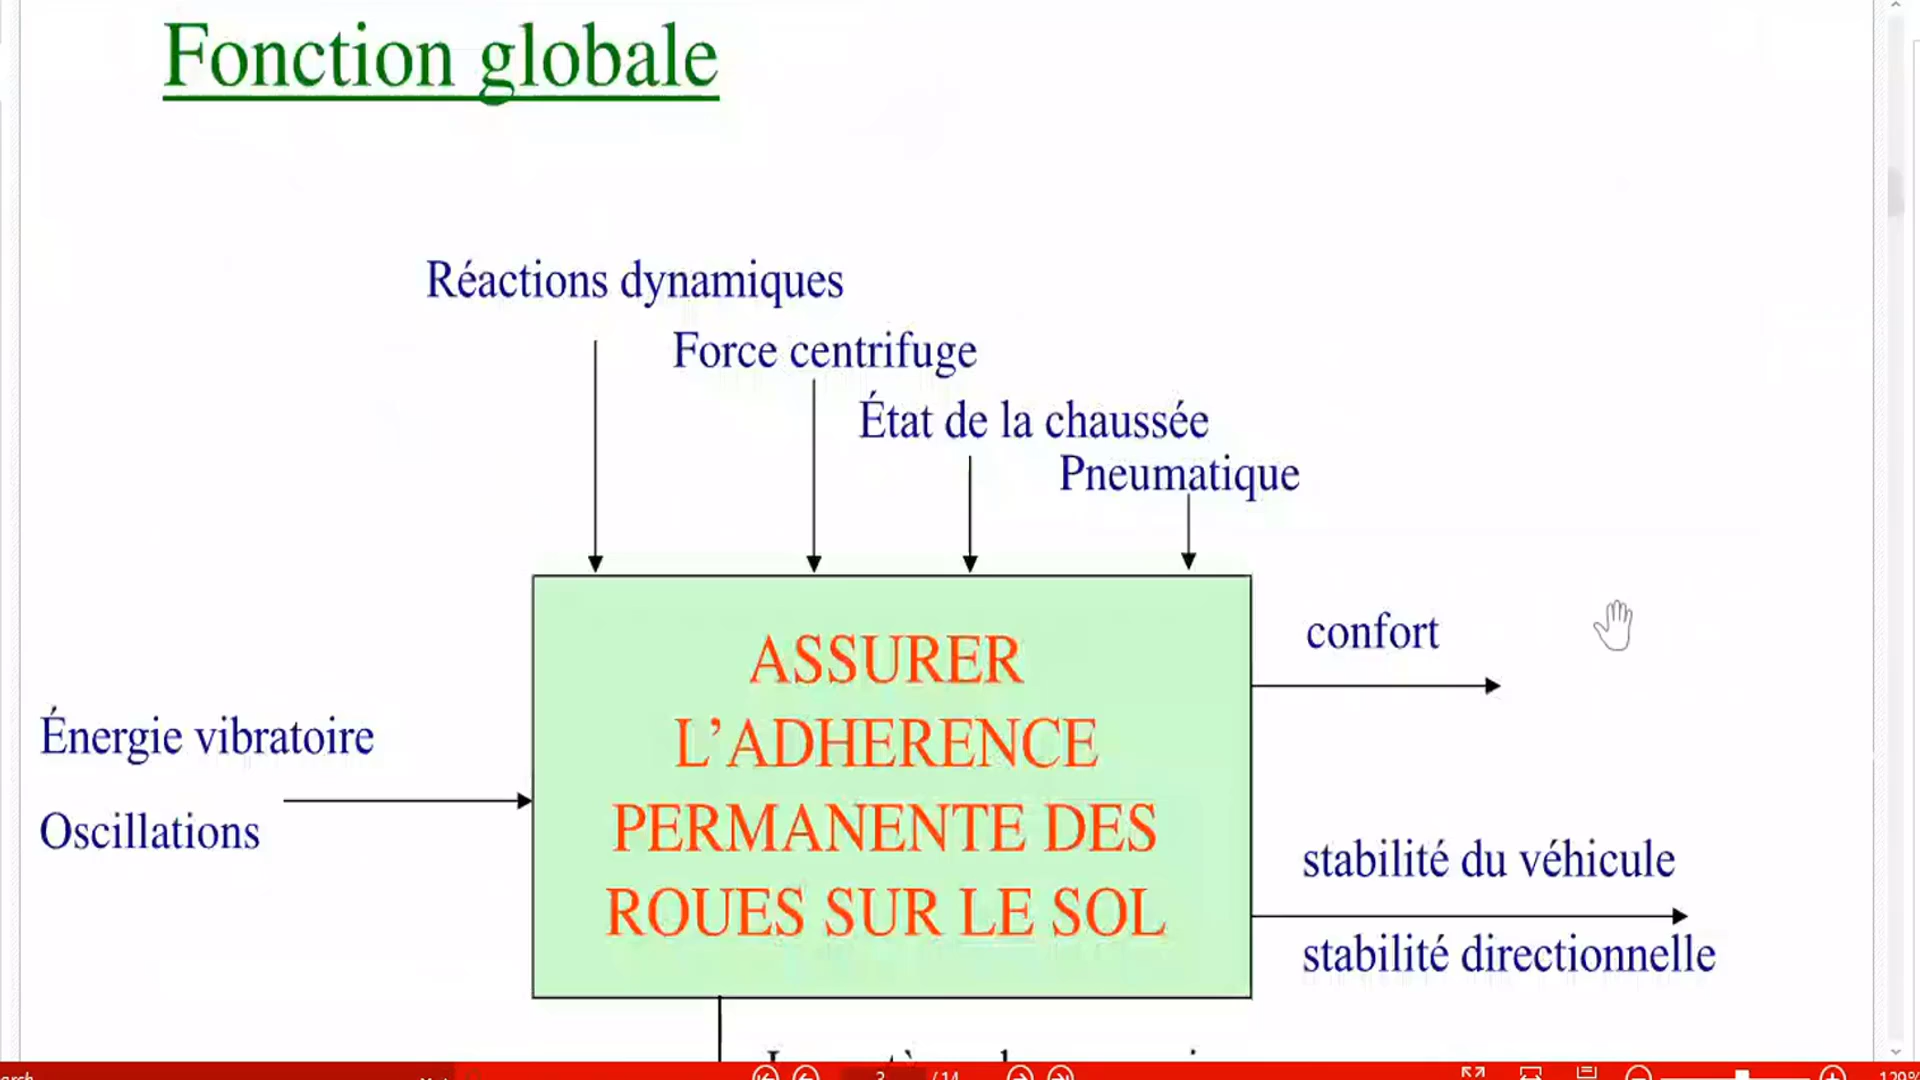 Fonction globale
Réactions dynamiques
Force centrifuge
État de la chaussée
Pneumatique
ASSURER
L’ADHERENCE
PERMANENTE DES
ROUES SUR LE SOL
confort
Énergie vibratoire
Oscillations
stabilité du véhicule
stabilité directionnelle